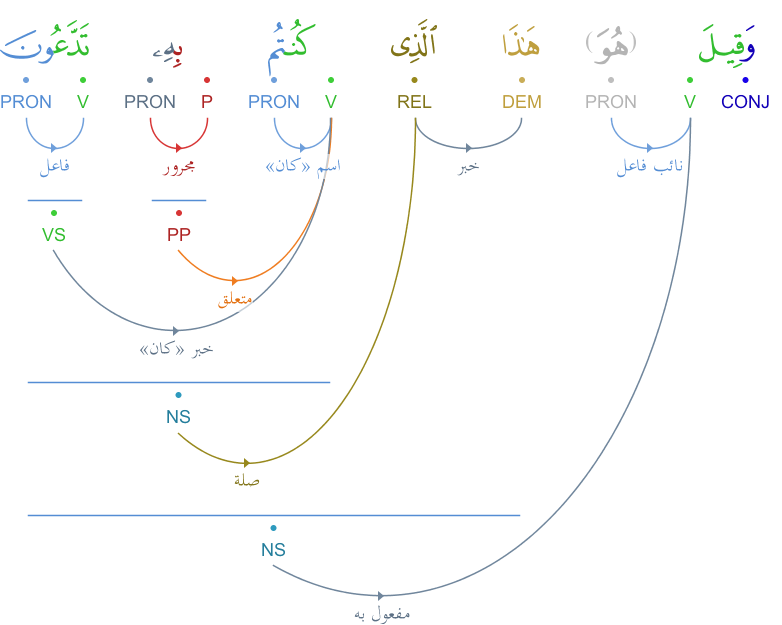 وَقِيلَ (هُوَ) هَٰذَا ٱلَّذِى كُنتُم بِهِۦ تَدَّعُونَ
CONJ V PRON DEM REL V PRON P PRON V PRON
نائب فاعل خبر اسم «كان» مجرور فاعل
PP VS
متعلق
خبر «كان»
NS
صلة
NS
مفعول به